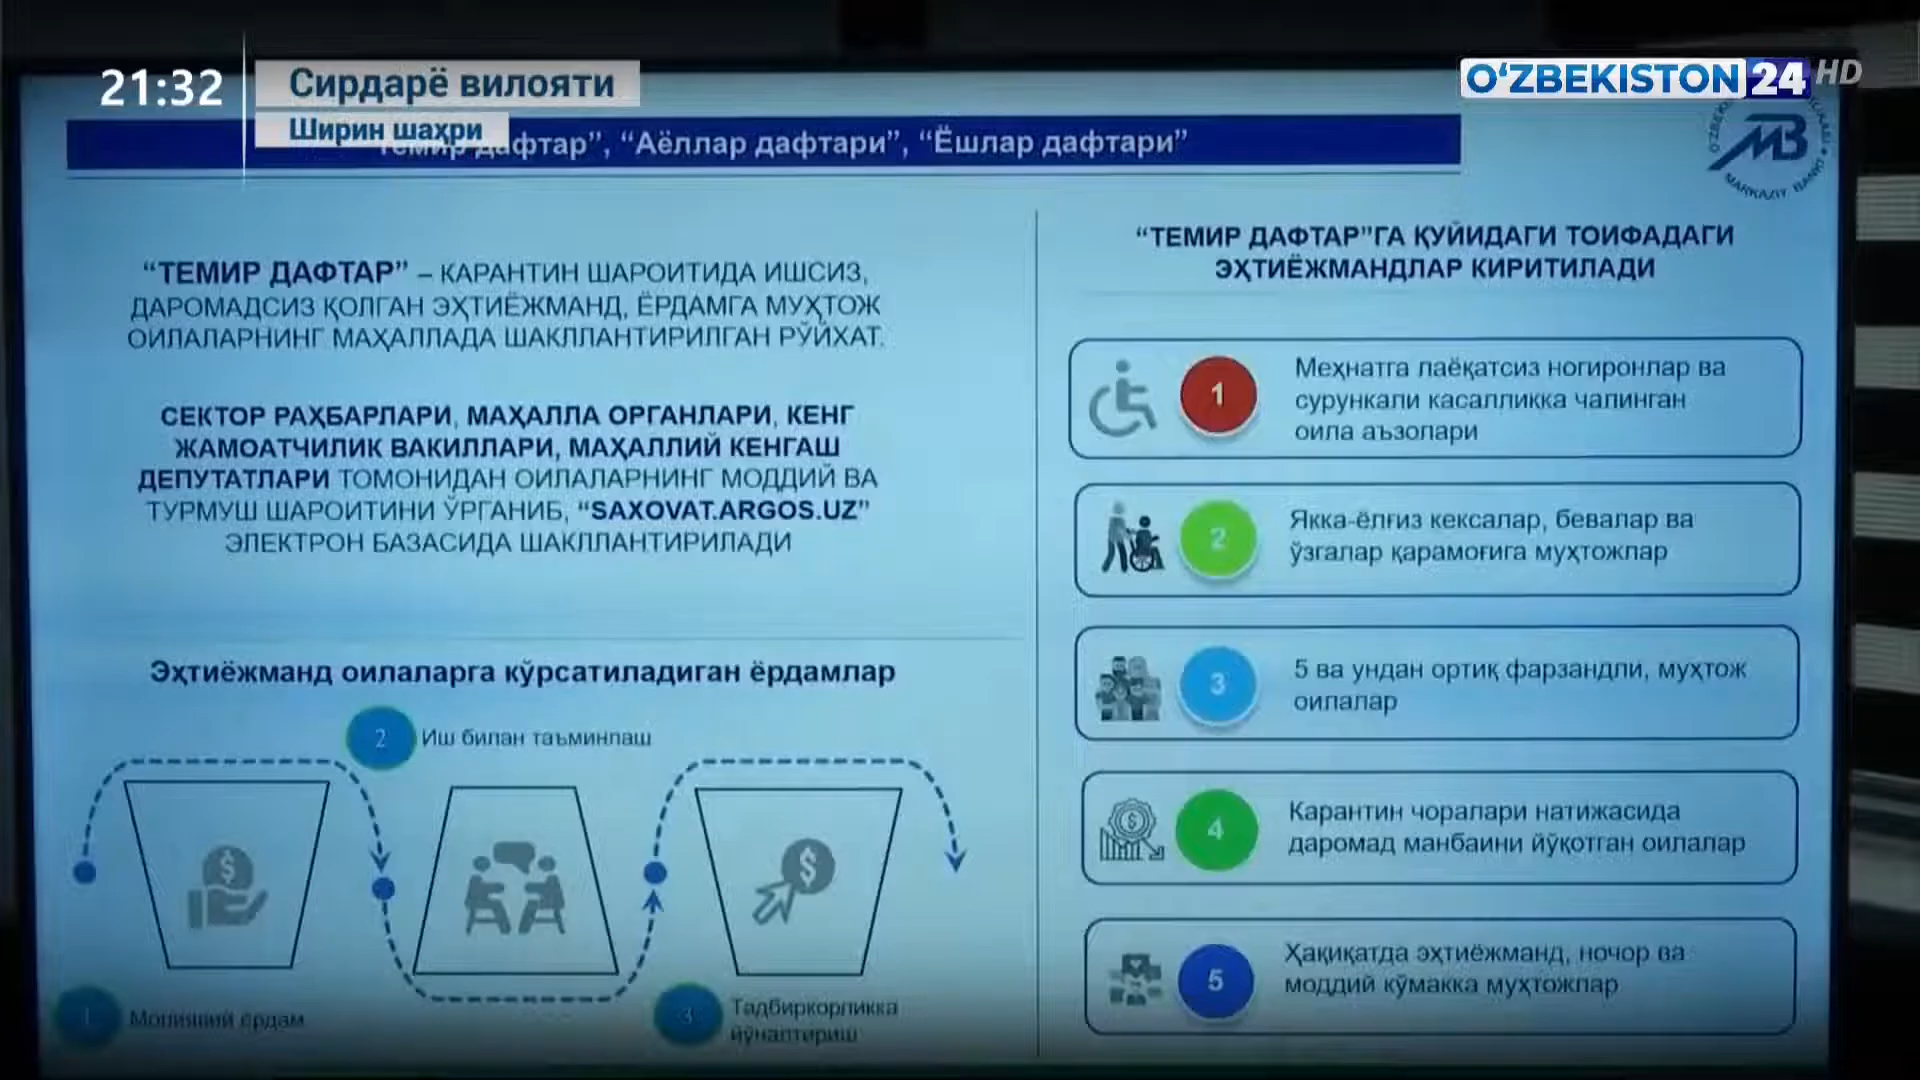 21:32
Сирдарё вилояти
Ширин шаҳри
O‘ZBEKISTON 24 HD
дафтар”, “Аёллар дафтари”, “Ёшлар дафтари”
MARKAZIY BANKI
“ТЕМИР ДАФТАР” – КАРАНТИН ШАРОИТИДА ИШСИЗ,
ДАРОМАДСИЗ ҚОЛГАН ЭҲТИЁЖМАНД, ЁРДАМГА МУҲТОЖ
ОИЛАЛАРНИНГ МАҲАЛЛАДА ШАКЛЛАНТИРИЛГАН РЎЙХАТ.
СЕКТОР РАҲБАРЛАРИ, МАҲАЛЛА ОРГАНЛАРИ, КЕНГ
ЖАМОАТЧИЛИК ВАКИЛЛАРИ, МАҲАЛЛИЙ КЕНГАШ
ДЕПУТАТЛАРИ ТОМОНИДАН ОИЛАЛАРНИНГ МОДДИЙ ВА
ТУРМУШ ШАРОИТИНИ ЎРГАНИБ, “SAXOVAT.ARGOS.UZ”
ЭЛЕКТРОН БАЗАСИДА ШАКЛЛАНТИРИЛАДИ
Эҳтиёжманд оилаларга кўрсатиладиган ёрдамлар
2 Иш билан таъминлаш
1 Молиявий ёрдам
3 Тадбиркорликка
йўналтириш
“ТЕМИР ДАФТАР”ГА ҚУЙИДАГИ ТОИФАДАГИ
ЭҲТИЁЖМАНДЛАР КИРИТИЛАДИ
1
Меҳнатга лаёқатсиз ногиронлар ва
сурункали касалликка чалинган
оила аъзолари
2
Якка-ёлғиз кексалар, бевалар ва
ўзгалар қарамоғига муҳтожлар
3
5 ва ундан ортиқ фарзандли, муҳтож
оилалар
4
Карантин чоралари натижасида
даромад манбаини йўқотган оилалар
5
Ҳақиқатда эҳтиёжманд, ночор ва
моддий кўмакка муҳтожлар